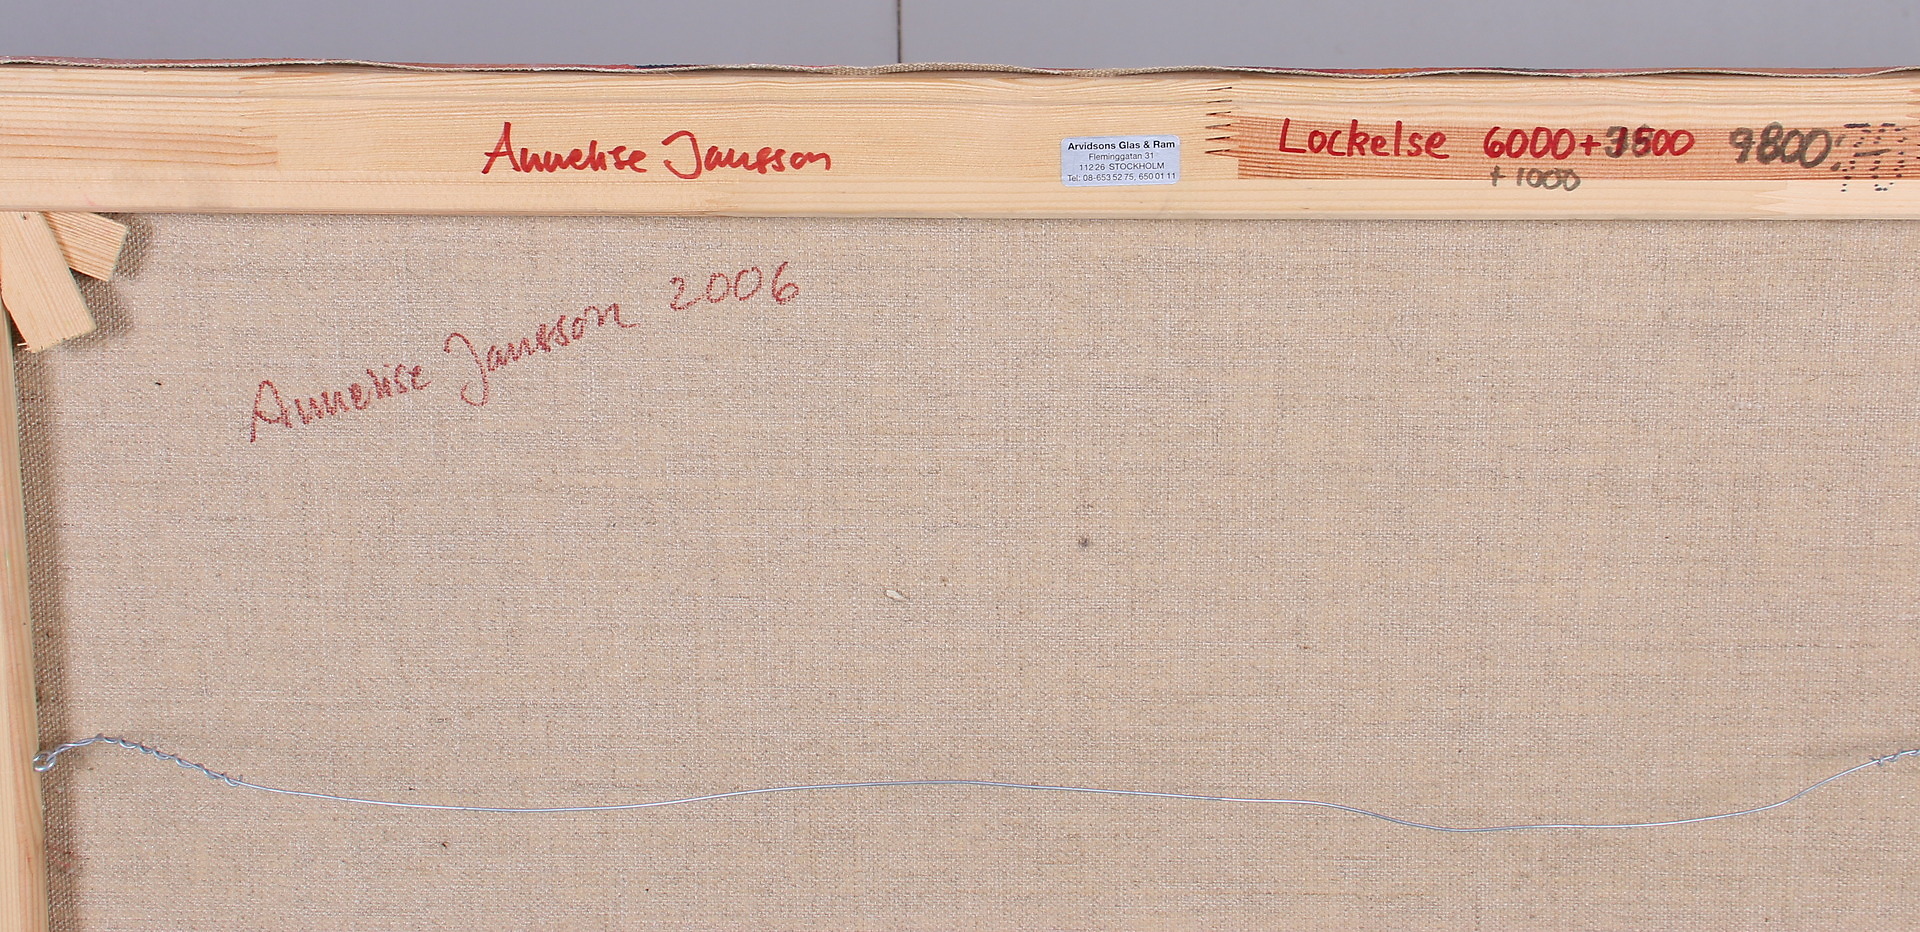 Annelise Jansson
Arvidsons Glas & Ram
Fleminggatan 31
112 26 STOCKHOLM
Tel: 08-653 52 75, 650 01 11
Lockelse 6000+3500 9800:-
+1000
Annelise Jansson 2006